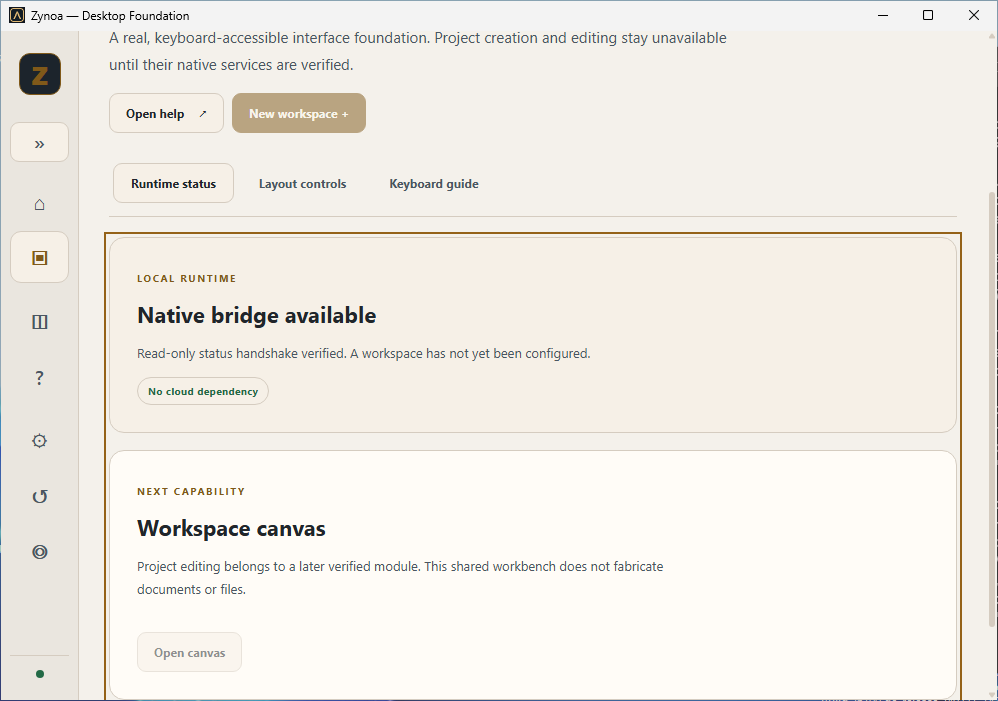 Zynoa — Desktop Foundation
A real, keyboard-accessible interface foundation. Project creation and editing stay unavailable
until their native services are verified.
Z
»
Open help ↗
New workspace +
Runtime status
Layout controls
Keyboard guide
LOCAL RUNTIME
Native bridge available
Read-only status handshake verified. A workspace has not yet been configured.
No cloud dependency
?
NEXT CAPABILITY
Workspace canvas
Project editing belongs to a later verified module. This shared workbench does not fabricate
documents or files.
Open canvas